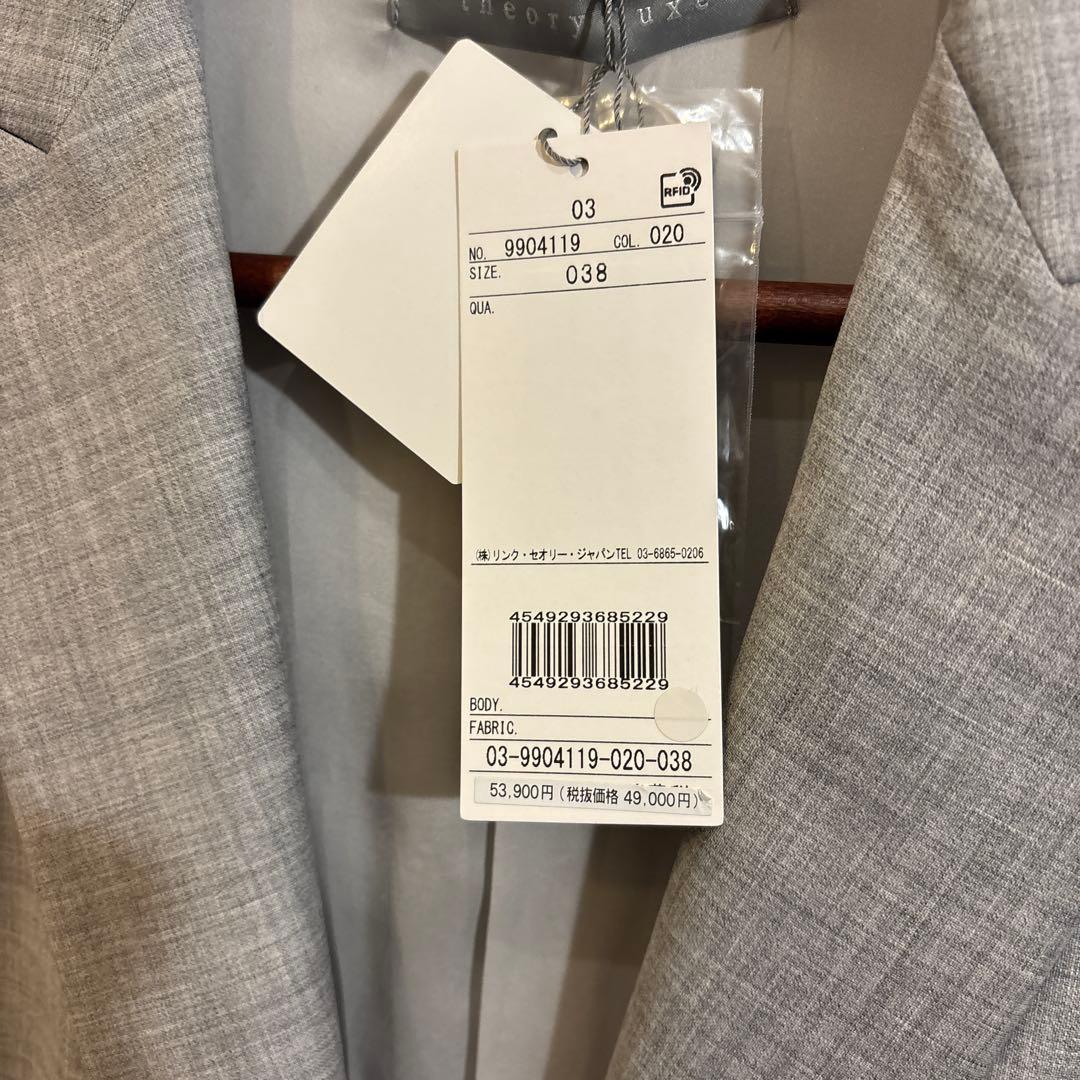 theory luxe
RFID
03
NO. 9904119 COL. 020
SIZE. 038
QUA.
(株)リンク・セオリー・ジャパンTEL 03-6865-0206
4549293685229
4549293685229
BODY.
FABRIC.
03-9904119-020-038
53,900円(税抜価格 49,000円)